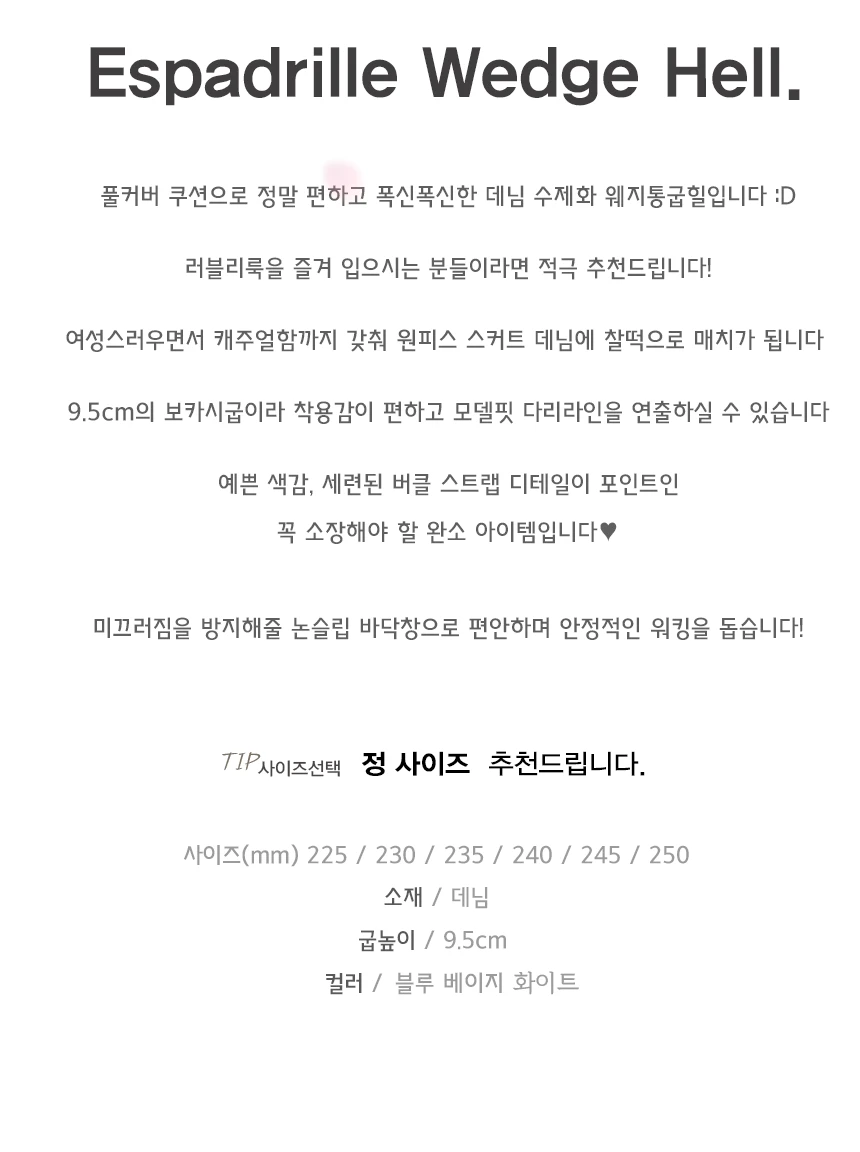 Espadrille Wedge Hell.
풀커버 쿠션으로 정말 편하고 폭신폭신한 데님 수제화 웨지통굽힐입니다 :D
러블리룩을 즐겨 입으시는 분들이라면 적극 추천드립니다!
여성스러우면서 캐주얼함까지 갖춰 원피스 스커트 데님에 찰떡으로 매치가 됩니다
9.5cm의 보카시굽이라 착용감이 편하고 모델핏 다리라인을 연출하실 수 있습니다
예쁜 색감, 세련된 버클 스트랩 디테일이 포인트인
꼭 소장해야 할 완소 아이템입니다♥
미끄러짐을 방지해줄 논슬립 바닥창으로 편안하며 안정적인 워킹을 돕습니다!
TIP사이즈선택 정 사이즈 추천드립니다.
사이즈(mm) 225 / 230 / 235 / 240 / 245 / 250
소재 / 데님
굽높이 / 9.5cm
컬러 / 블루 베이지 화이트